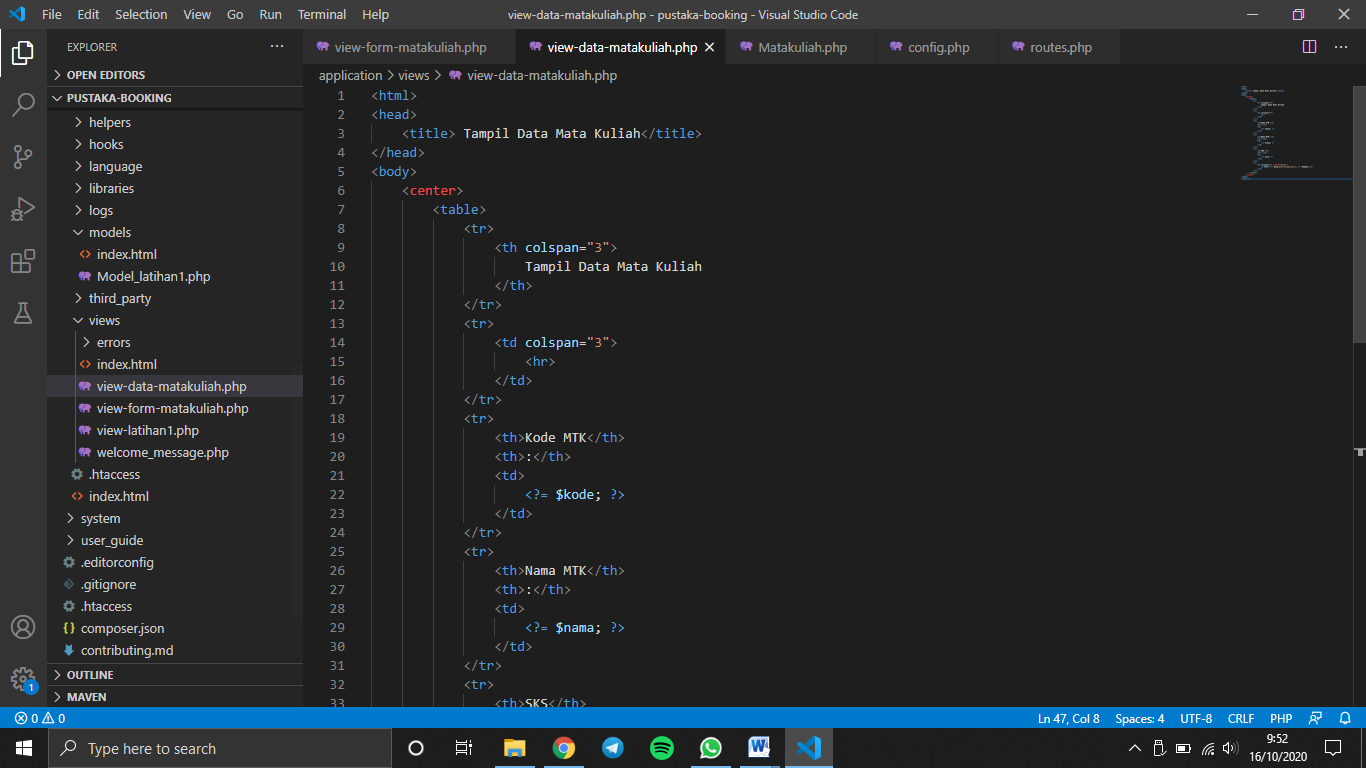 File Edit Selection View Go Run Terminal Help view-data-matakuliah.php - pustaka-booking - Visual Studio Code
EXPLORER
OPEN EDITORS
PUSTAKA-BOOKING
helpers
hooks
language
libraries
logs
models
index.html
Model_latihan1.php
third_party
views
errors
index.html
view-data-matakuliah.php
view-form-matakuliah.php
view-latihan1.php
welcome_message.php
.htaccess
index.html
system
user_guide
.editorconfig
.gitignore
.htaccess
composer.json
contributing.md
OUTLINE
MAVEN
1
view-form-matakuliah.php view-data-matakuliah.php Matakuliah.php config.php routes.php
application > views > view-data-matakuliah.php
1 <html>
2 <head>
3 <title> Tampil Data Mata Kuliah</title>
4 </head>
5 <body>
6 <center>
7 <table>
8 <tr>
9 <th colspan="3">
10 Tampil Data Mata Kuliah
11 </th>
12 </tr>
13 <tr>
14 <td colspan="3">
15 <hr>
16 </td>
17 </tr>
18 <tr>
19 <th>Kode MTK</th>
20 <th>:</th>
21 <td>
22 <?= $kode; ?>
23 </td>
24 </tr>
25 <tr>
26 <th>Nama MTK</th>
27 <th>:</th>
28 <td>
29 <?= $nama; ?>
30 </td>
31 </tr>
32 <tr>
33 <th>SKS</th>
0 0 Ln 47, Col 8 Spaces: 4 UTF-8 CRLF PHP
Type here to search
9:52
16/10/2020